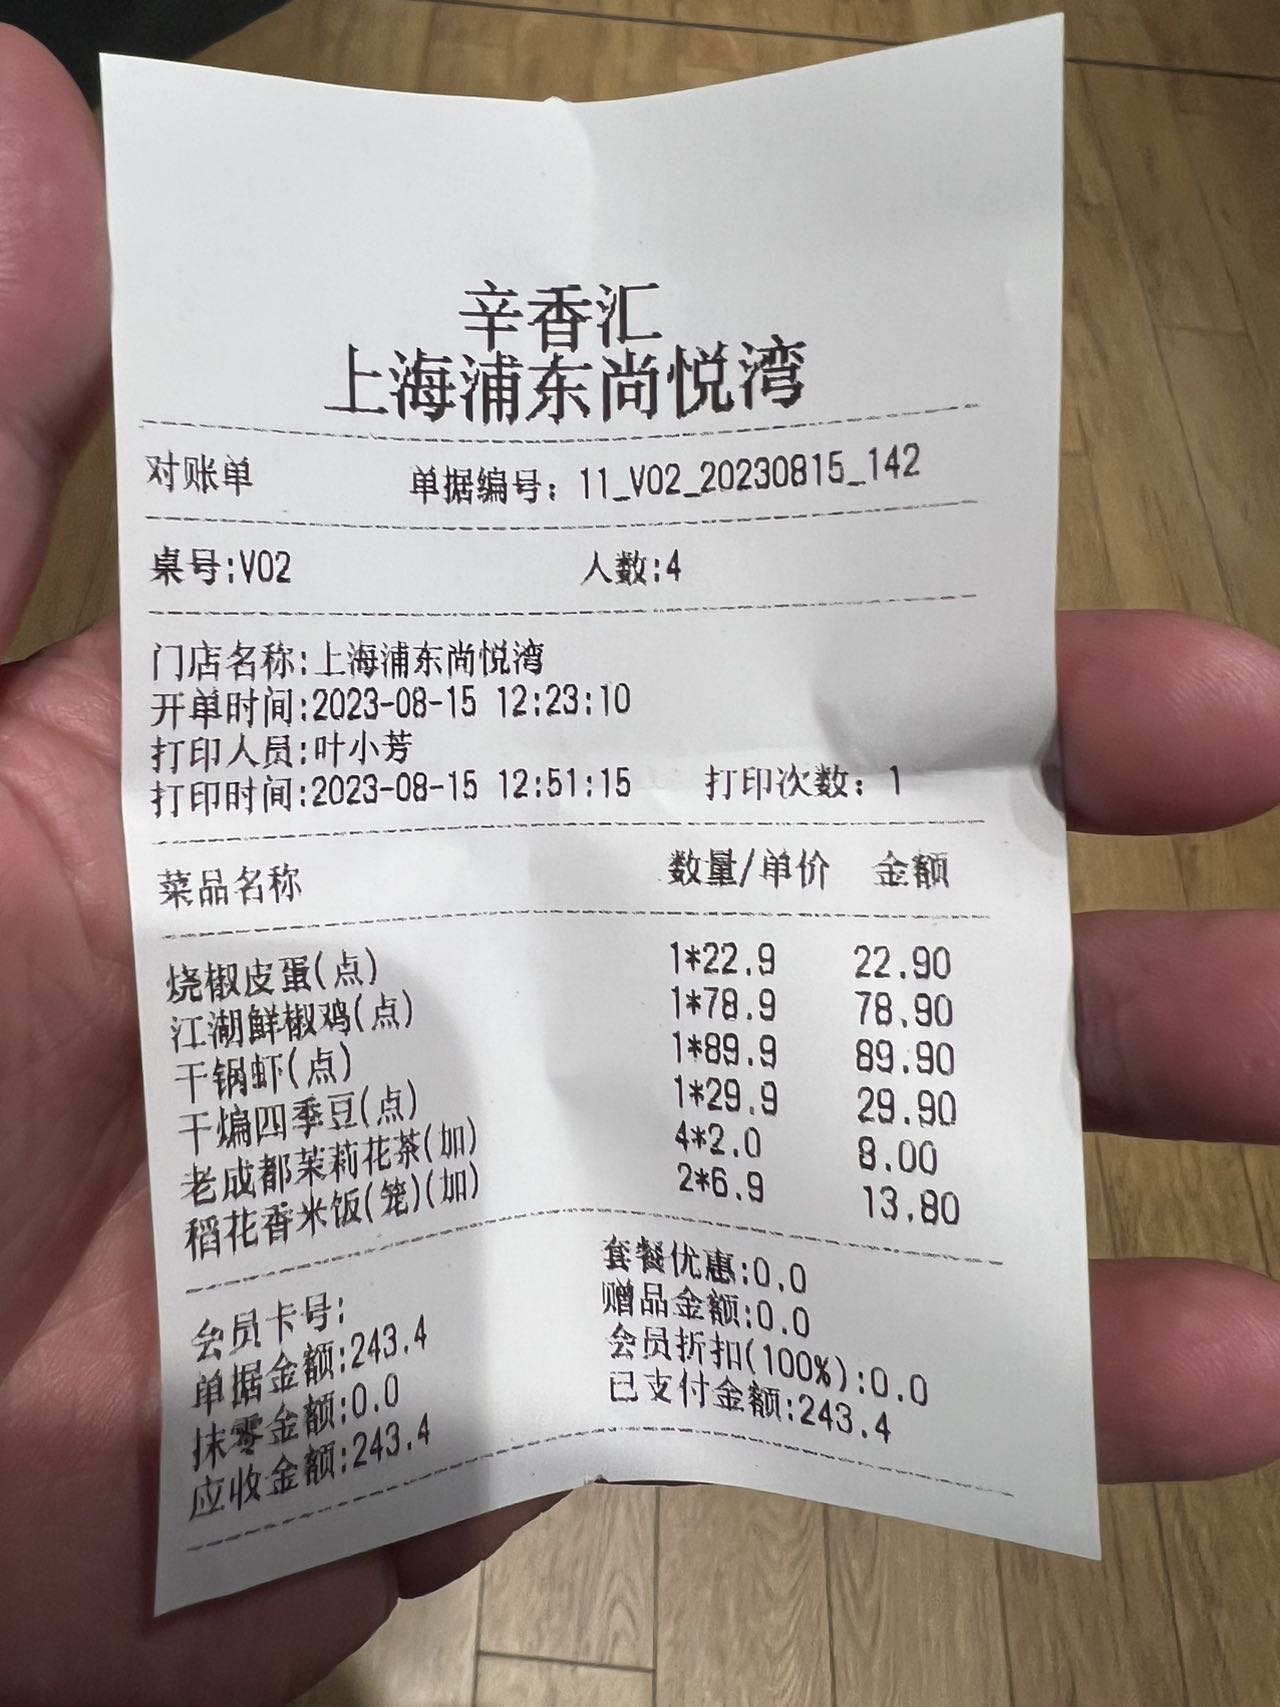 辛香汇
上海浦东尚悦湾
对账单 单据编号：11_V02_20230815_142
桌号:V02 人数:4
门店名称:上海浦东尚悦湾
开单时间:2023-08-15 12:23:10
打印人员:叶小芳
打印时间:2023-08-15 12:51:15 打印次数：1
菜品名称 数量/单价 金额
烧椒皮蛋(点) 1*22.9 22.90
江湖鲜椒鸡(点) 1*78.9 78.90
干锅虾(点) 1*89.9 89.90
干煸四季豆(点) 1*29.9 29.90
老成都茉莉花茶(加) 4*2.0 8.00
稻花香米饭(笼)(加) 2*6.9 13.80
会员卡号: 套餐优惠:0.0
单据金额:243.4 赠品金额:0.0
抹零金额:0.0 会员折扣(100%):0.0
应收金额:243.4 已支付金额:243.4